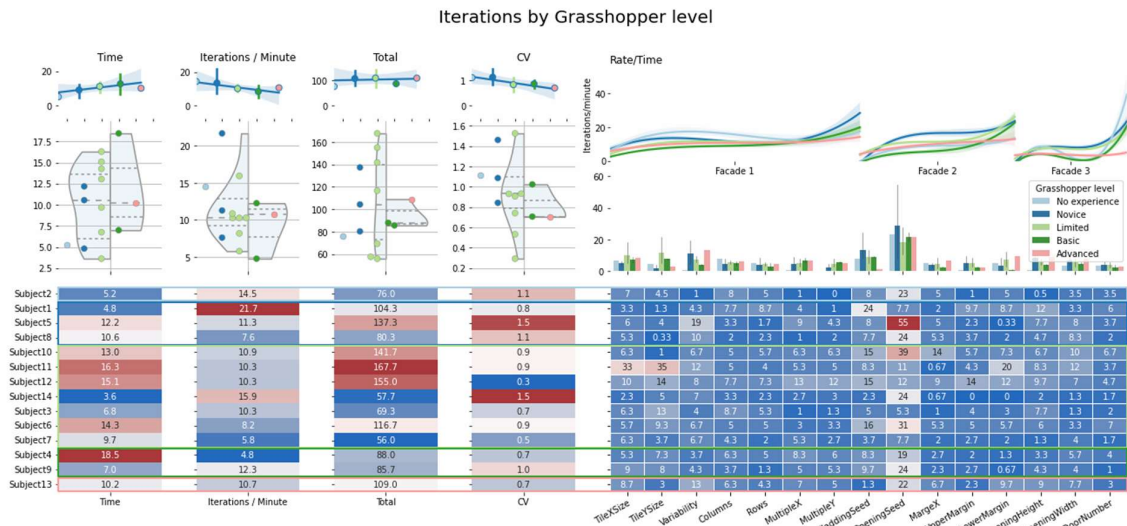 Iterations by Grasshopper level
Time
Iterations / Minute
Total
CV
Rate/Time
20
0
20
0
100
0
1
0
Iterations/minute
40
20
0
Facade 1
Facade 2
Facade 3
17.5
15.0
12.5
10.0
7.5
5.0
2.5
20
15
10
5
160
140
120
100
80
60
1.6
1.4
1.2
1.0
0.8
0.6
0.4
0.2
60
40
20
0
Grasshopper level
No experience
Novice
Limited
Basic
Advanced
Subject2 5.2 14.5 76.0 1.1 7 4.5 1 8 5 1 0 8 23 5 1 5 0.5 3.5 3.5
Subject1 4.8 21.7 104.3 0.8 3.3 1.3 4.3 7.7 8.7 4 1 24 7.7 2 9.7 8.7 12 3.3 6
Subject5 12.2 11.3 137.3 1.5 6 4 19 3.3 1.7 9 4.3 8 55 11 2 0.33 7.7 8 3.7
Subject8 10.6 7.6 80.3 1.1 5.3 0.33 10 2 2.3 1 2 7.7 24 5.3 3.7 2 4.7 8.3 2
Subject10 13.0 10.9 141.7 0.9 6.3 1 6.7 5 5.7 6.3 6.3 15 39 14 5.7 7.3 6.7 10 6.7
Subject11 16.3 10.3 167.7 0.9 33 35 12 5 4 5 5.3 8.3 11 0.67 4.3 20 8.3 12 3.7
Subject12 15.1 10.3 155.0 0.3 10 14 8 7.7 7.3 13 12 15 12 9 14 12 9.7 7 4.7
Subject14 3.6 15.9 57.7 1.5 2.3 5 7 3.3 2.3 2.7 3 2.3 24 0.67 0 2 2.3 1.7
Subject3 6.8 10.3 69.3 0.7 6.3 13 4 8.7 5.3 1 1.3 5 5.3 1 4 3 7.7 1.3 2
Subject6 14.3 8.2 116.7 0.9 5.7 9.3 6.7 5 5 3 3.3 16 31 3 5 5.7 6 3.3 7
Subject7 9.7 5.8 56.0 0.5 6.3 3.7 6.7 4.3 2 2.7 3.7 7.7 2 2 4 1.3 4 1.7
Subject4 18.5 4.8 88.0 0.7 5.3 7.3 3.7 6.3 5 3.7 5 8.3 19 4 2.7 2 1.3 3.3 5.7 4
Subject9 7.0 12.3 85.7 1.0 9 8 4.3 3.7 1.3 5 5.3 9.7 24 2.3 2.7 0.67 4.3 4 1
Subject13 10.2 10.7 109.0 0.7 8.7 3 13 6.3 4.3 7 5 1.3 22 6.7 2.3 9.7 9 7.7 3
Time
Iterations / Minute
Total
CV
TileXSize
TileYSize
Variability
Columns
Rows
MultipleX
MultipleY
MargeX